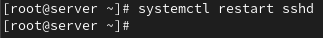 [root@server ~]# systemctl restart sshd
[root@server ~]#